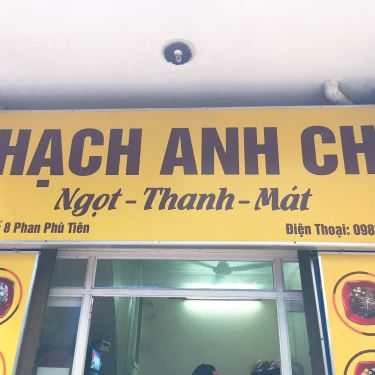 HẠCH ANH CH
Ngọt - Thanh - Mát
8 Phan Phù Tiên
Điện Thoại: 098